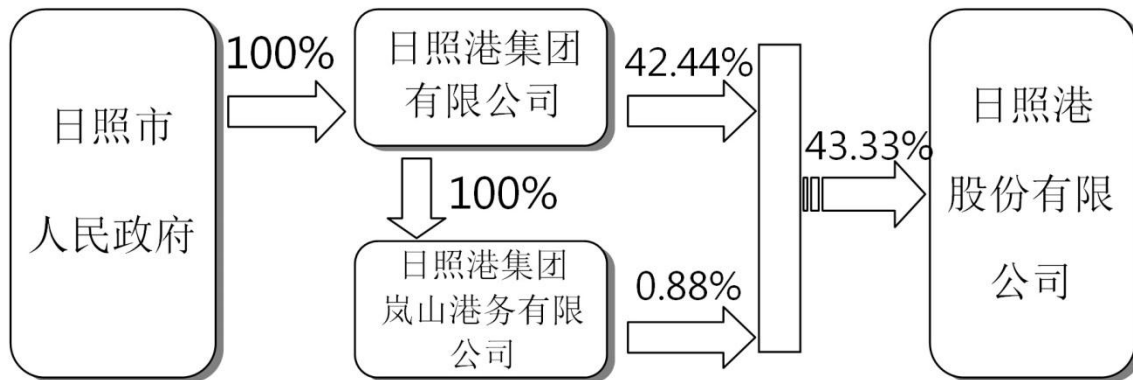 日照市
人民政府
100%
日照港集团
有限公司
100%
日照港集团
岚山港务有限
公司
42.44%
0.88%
43.33%
日照港
股份有限
公司